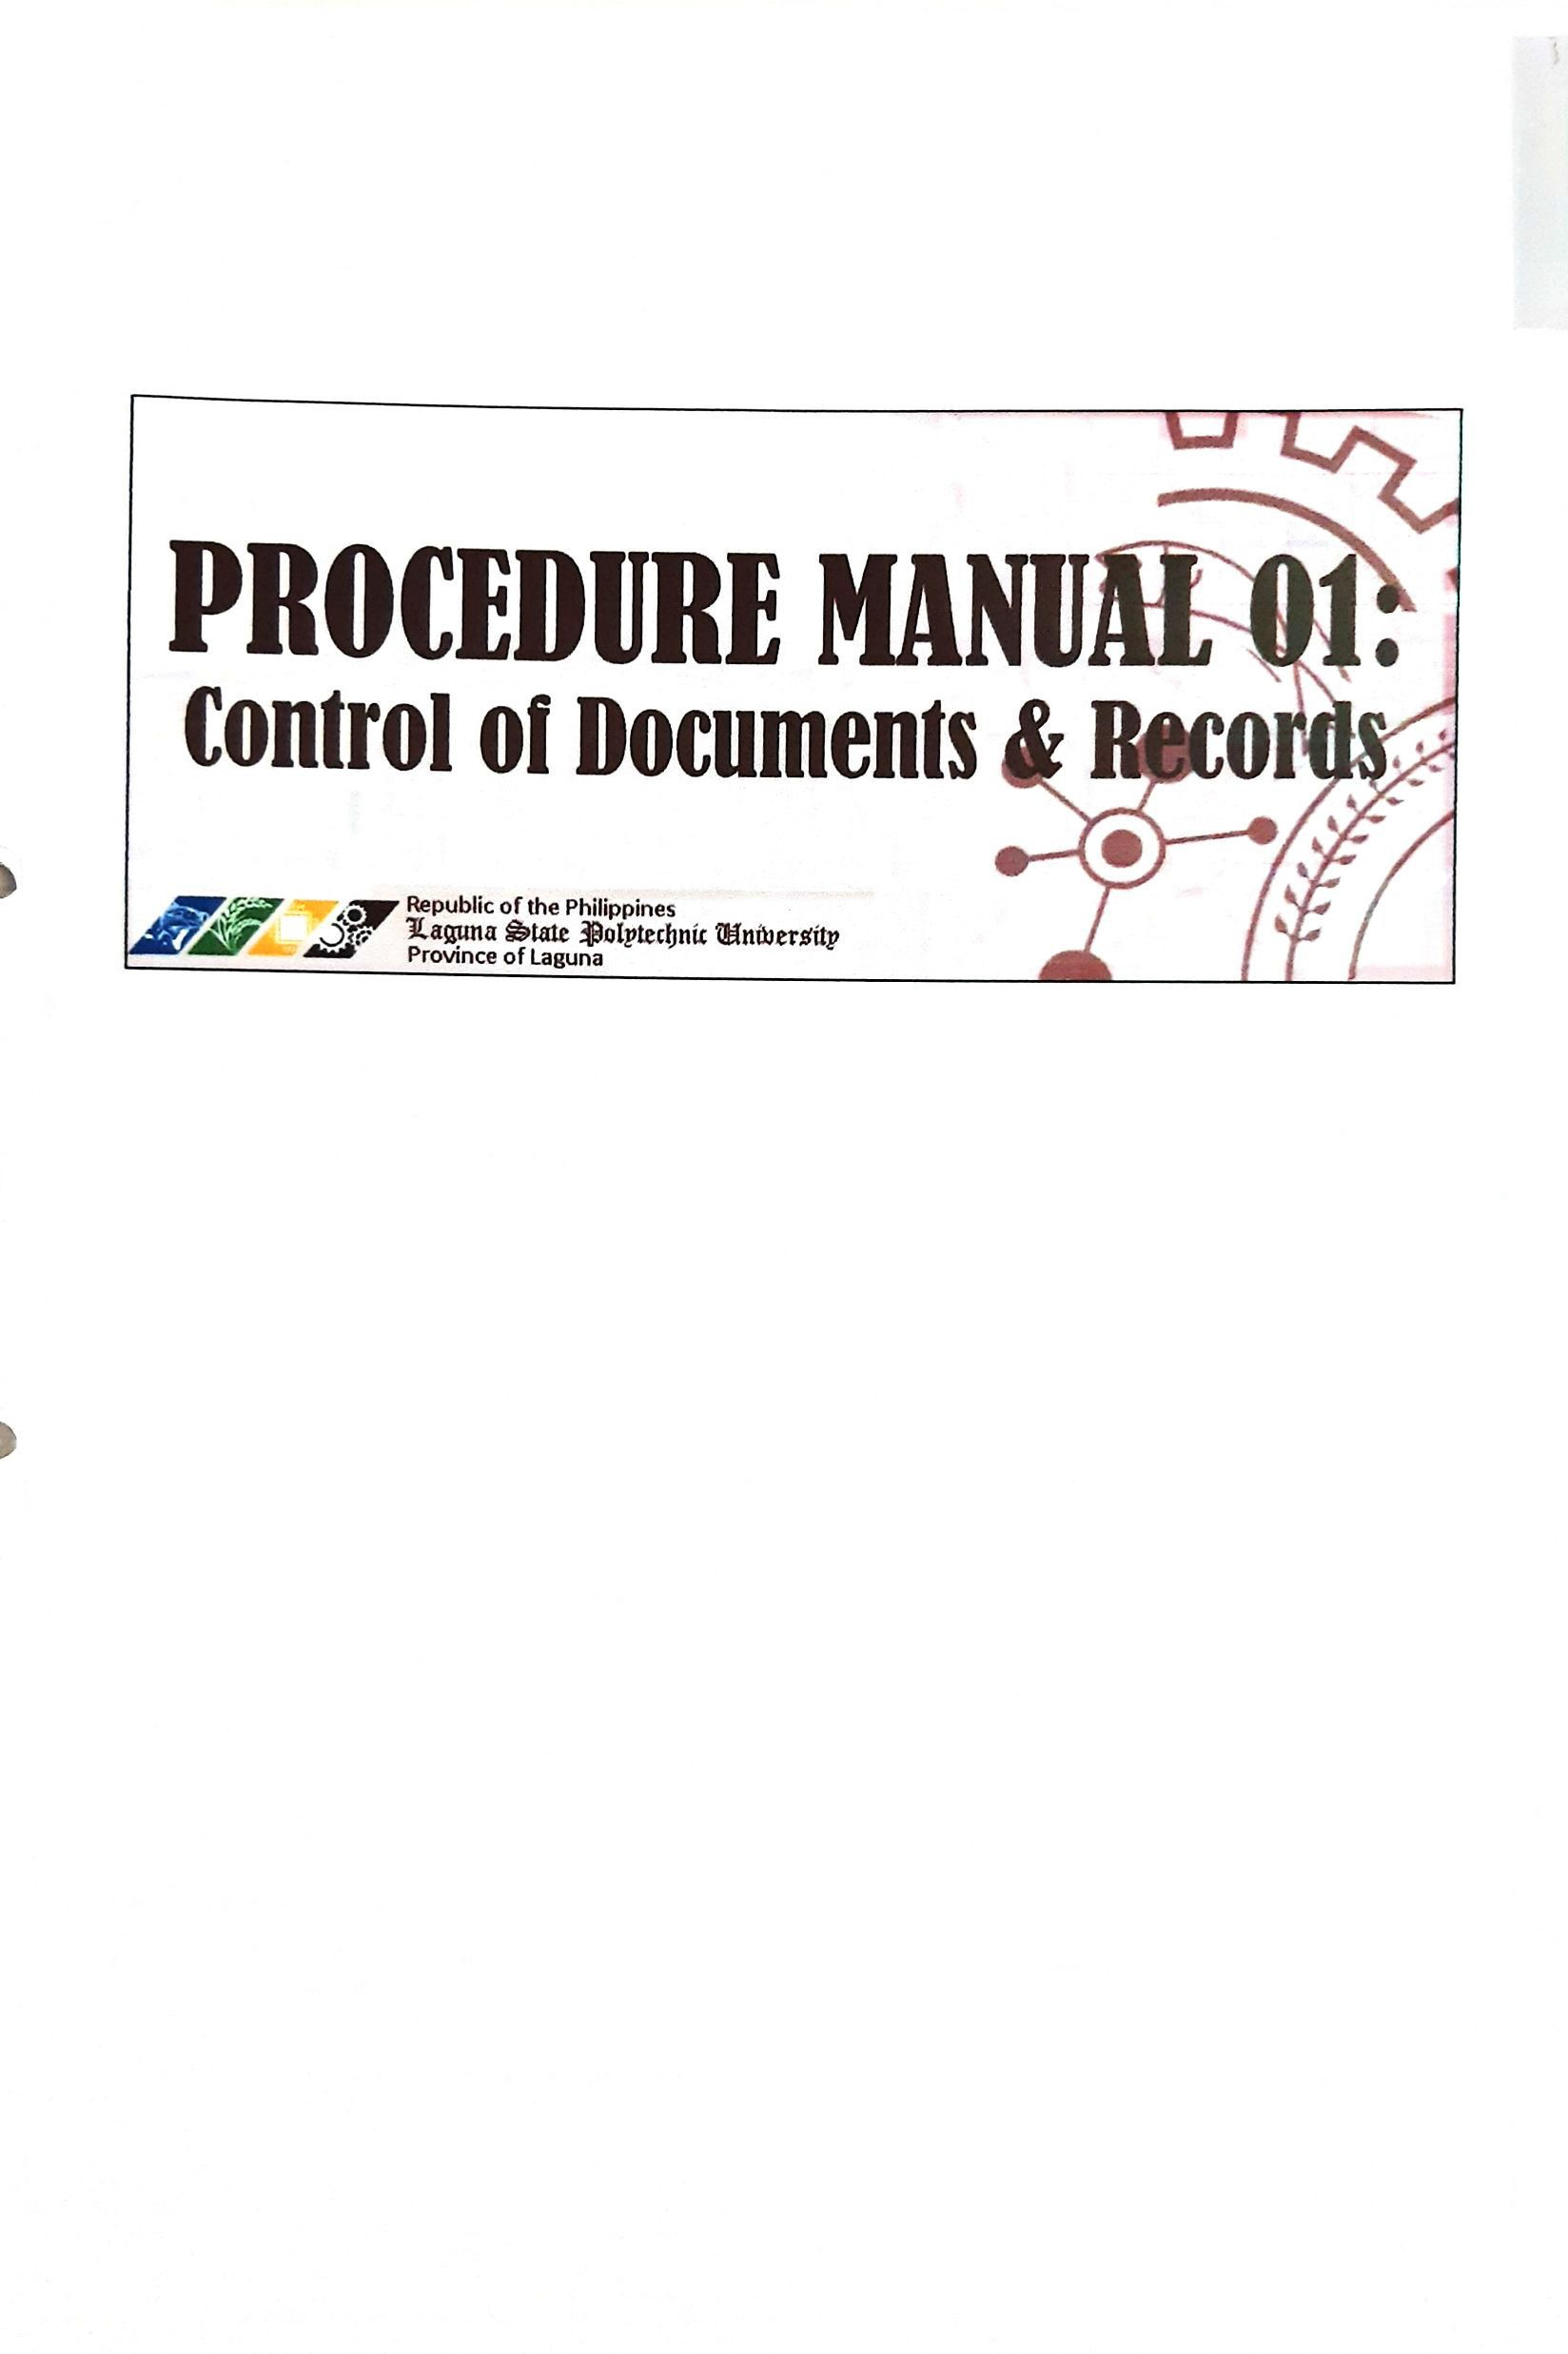 PROCEDURE MANUAL 01:
Control of Documents & Records
Republic of the Philippines
Laguna State Polytechnic University
Province of Laguna